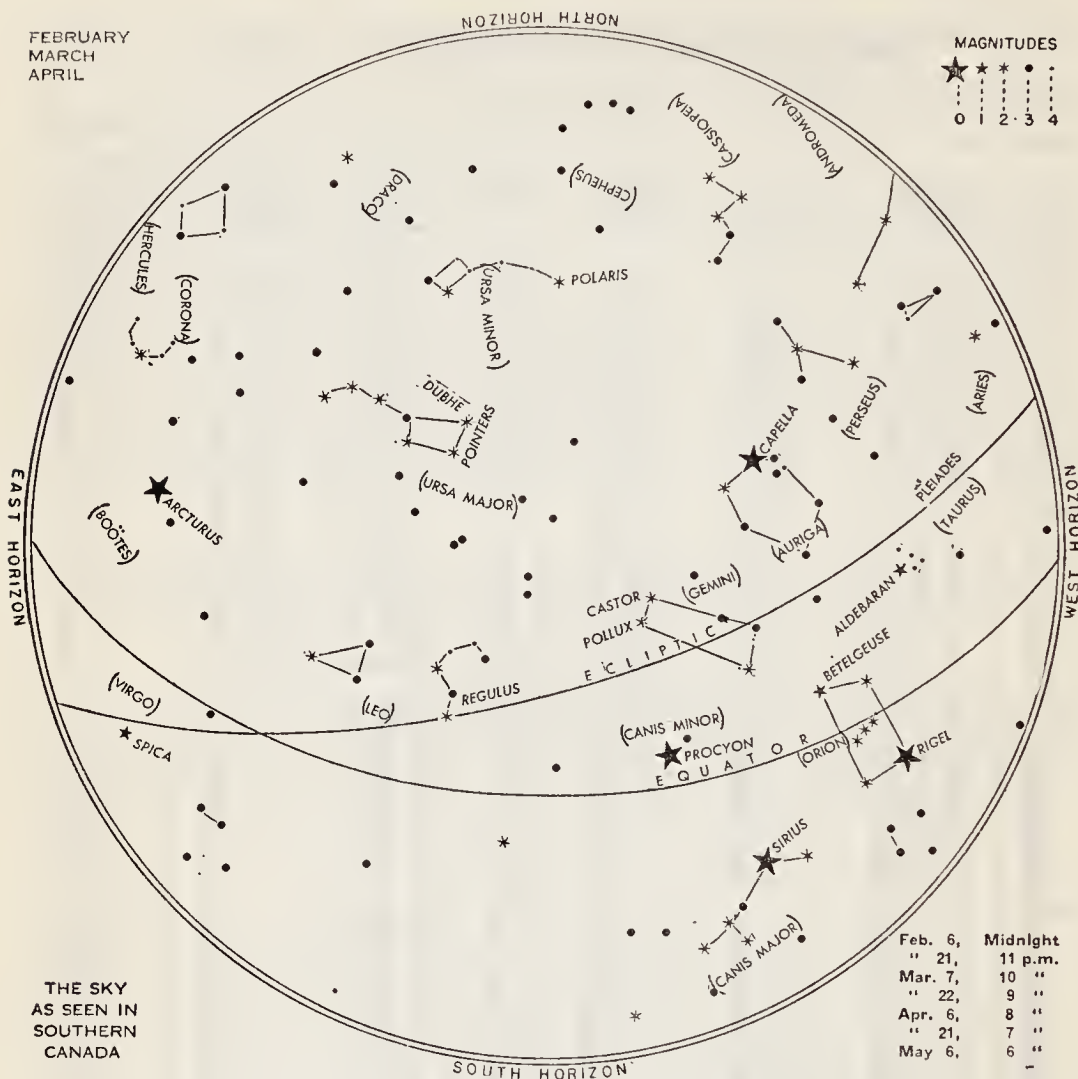 FEBRUARY
MARCH
APRIL
NORTH HORIZON
MAGNITUDES
0 1 2 3 4
(CASSIOPEIA)
(ANDROMEDA)
(DRACO)
(CEPHEUS)
(HERCULES)
(CORONA)
(URSA MINOR)
POLARIS
DUBHE
POINTERS
CAPELLA
(PERSEUS)
(ARIES)
EAST HORIZON
ARCTURUS
(BOÖTES)
(URSA MAJOR)
PLEIADES
(TAURUS)
WEST HORIZON
(AURIGA)
(GEMINI)
CASTOR
POLLUX
ALDEBARAN
ECLIPTIC
BETELGEUSE
(VIRGO)
SPICA
(LEO)
REGULUS
(CANIS MINOR)
PROCYON
EQUATOR
(ORION)
RIGEL
SIRIUS
(CANIS MAJOR)
THE SKY
AS SEEN IN
SOUTHERN
CANADA
Feb. 6, Midnight
" 21, 11 p.m.
Mar. 7, 10 "
" 22, 9 "
Apr. 6, 8 "
" 21, 7 "
May 6, 6 "
SOUTH HORIZON